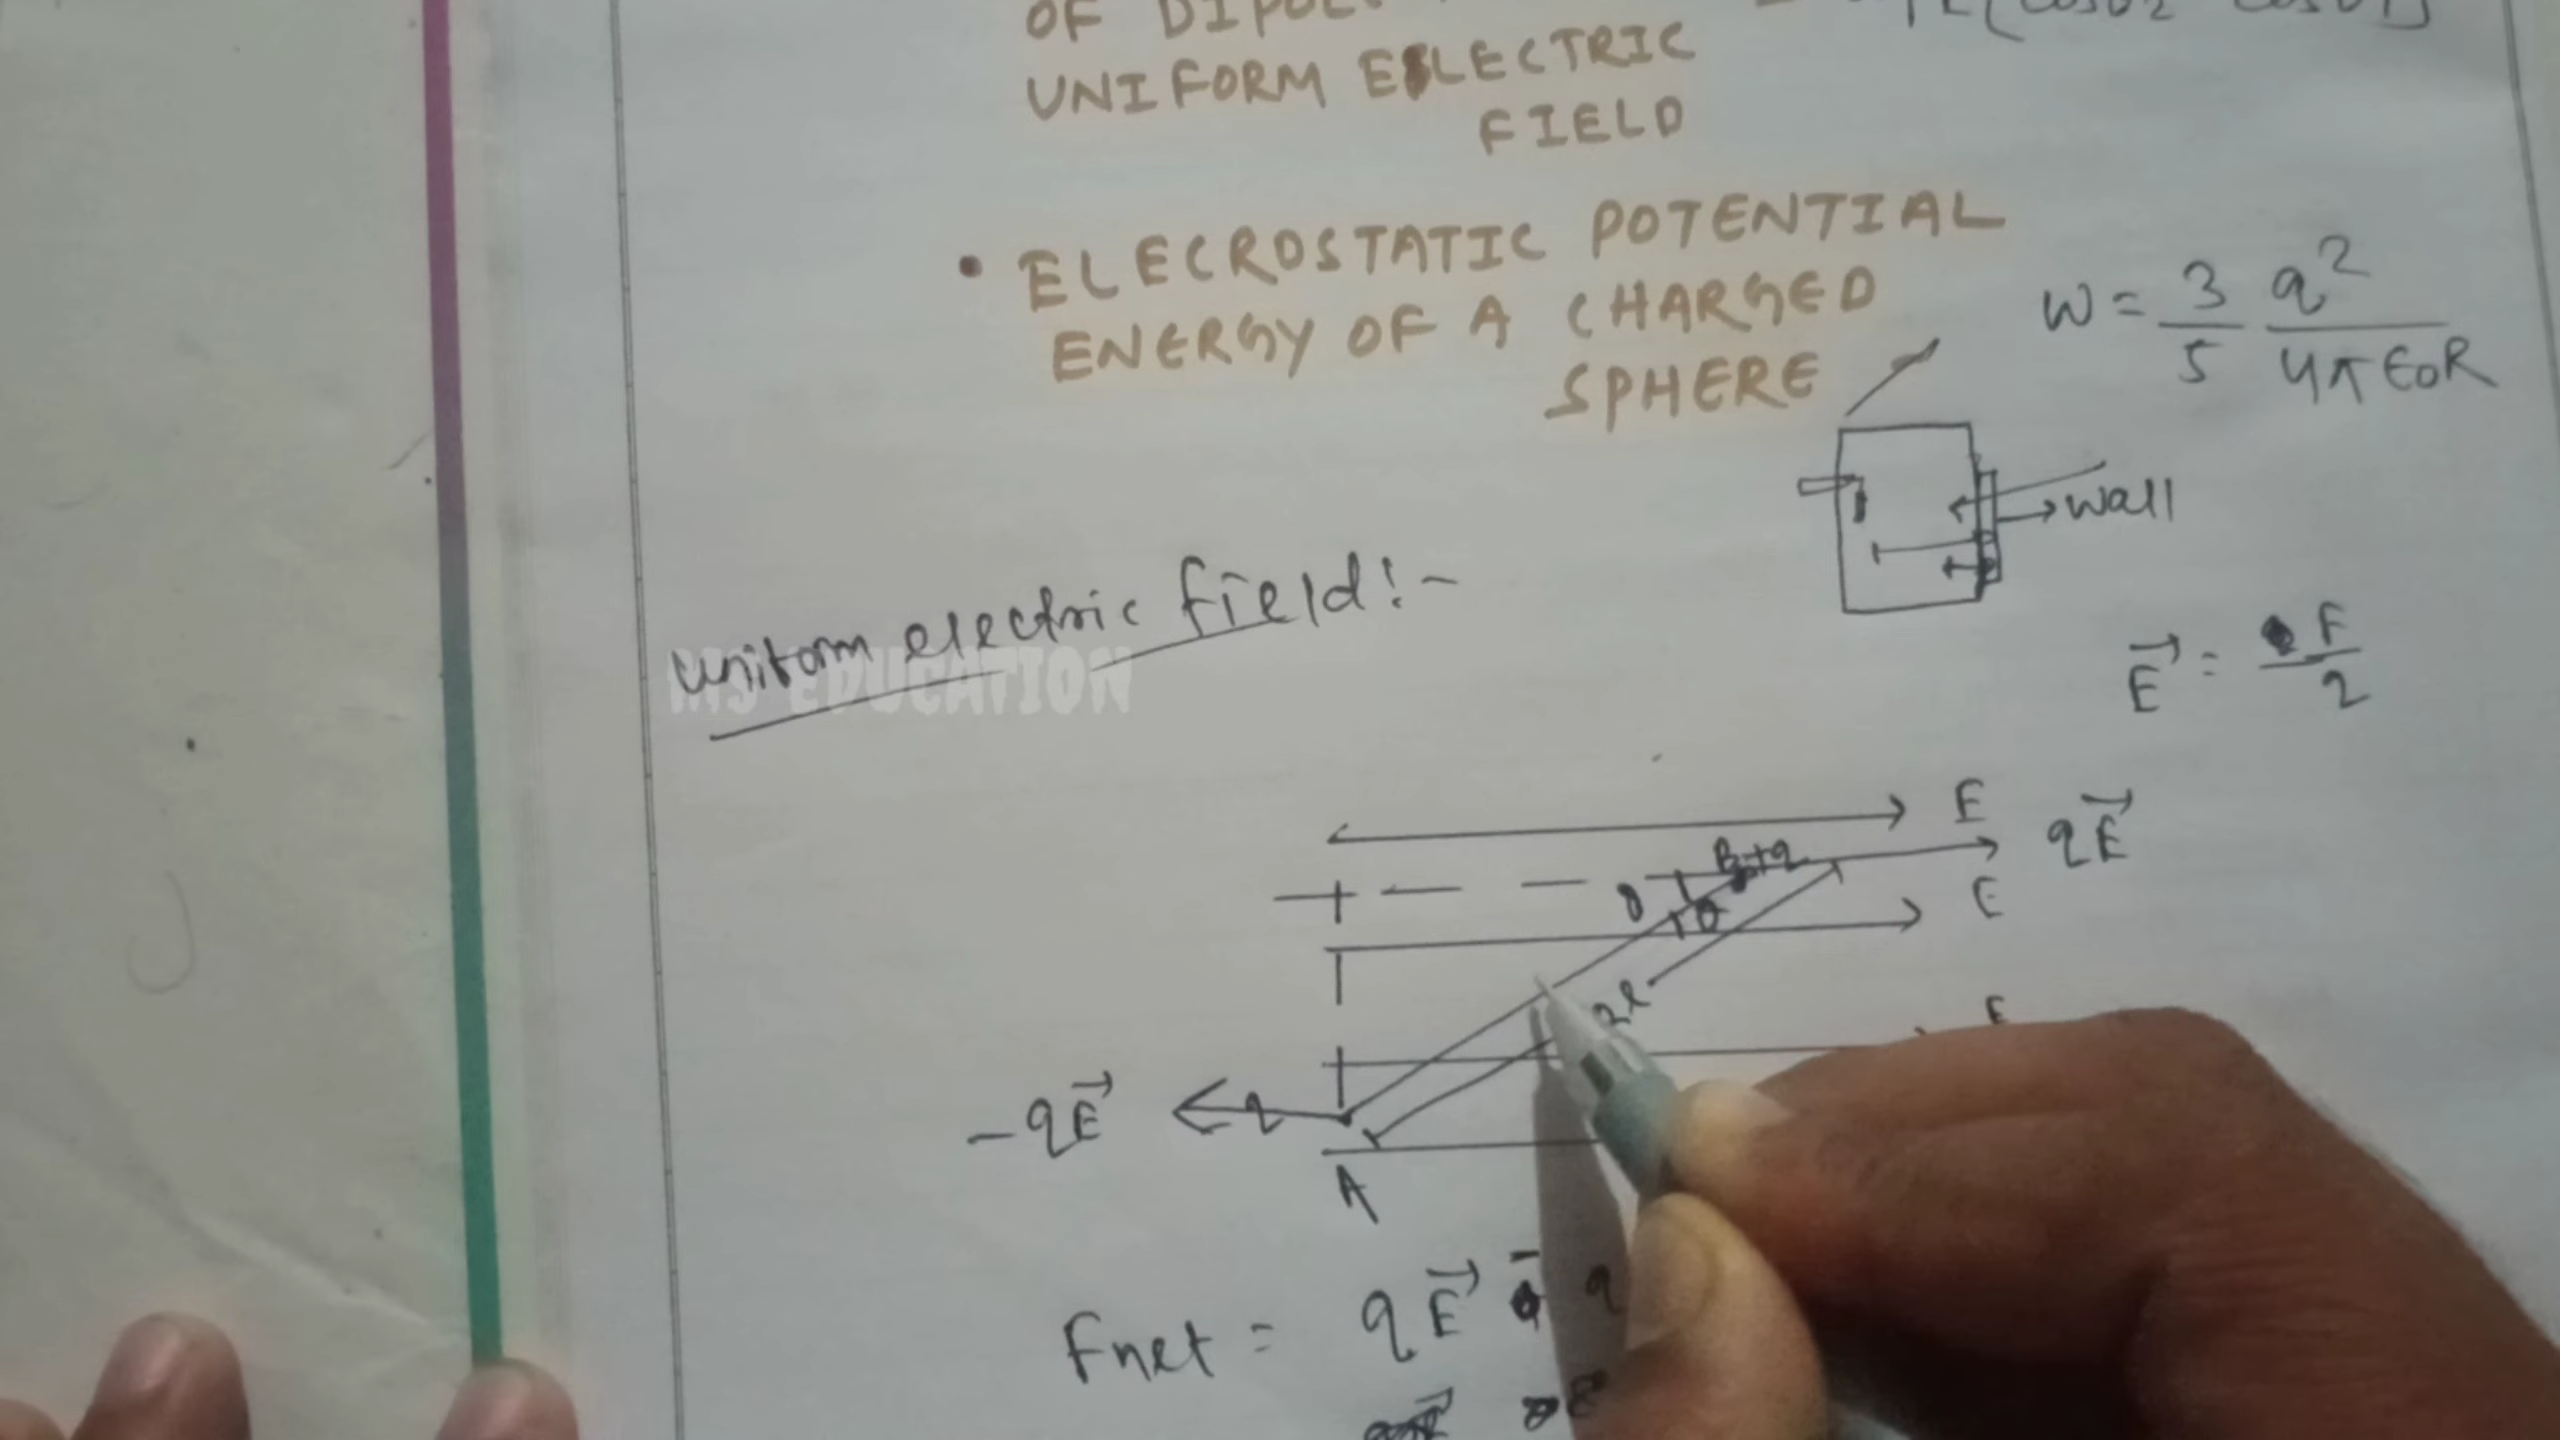 OF
UNIFORM ELECTRIC
FIELD
• ELECROSTATIC POTENTIAL
ENERGY OF A CHARGED
SPHERE
W = 3/5 q²/4πϵ0R
wall
uniform electric field:-
MS EDUCATION
E⃗ = F/q
E
qE⃗
B +q
θ
E
2l
E
-qE⃗
A
Fnet = qE⃗ - q